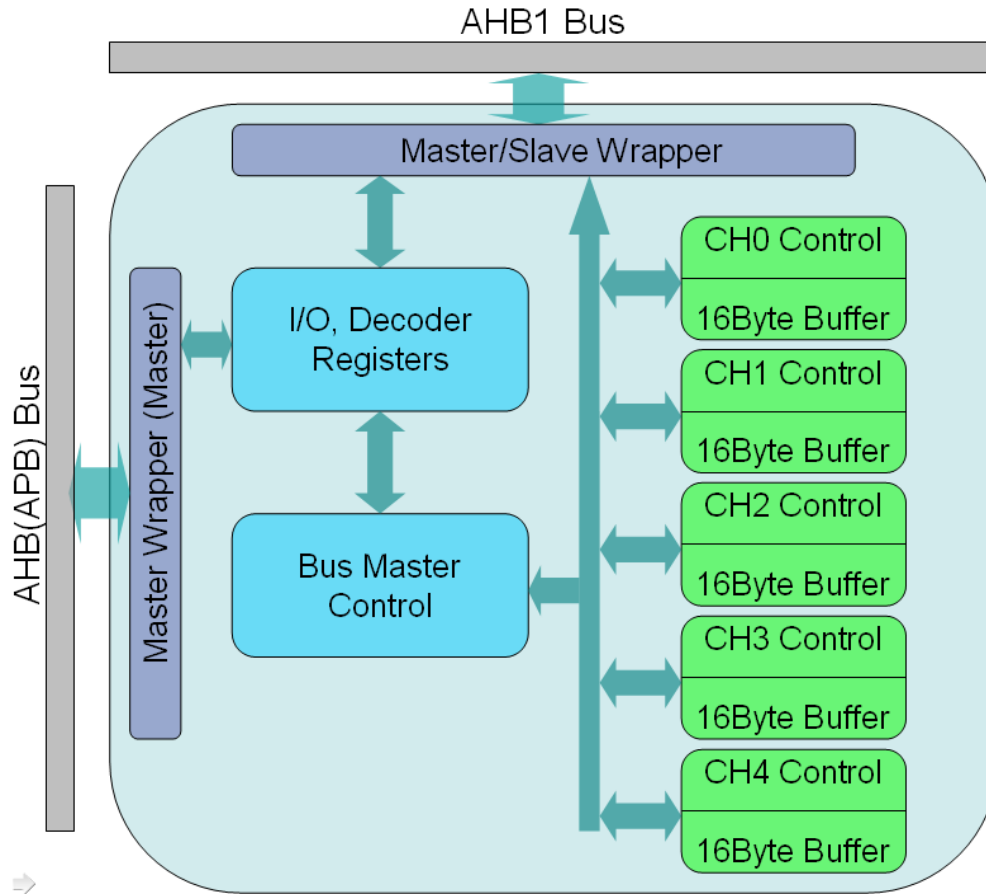 AHB1 Bus
Master/Slave Wrapper
AHB(APB) Bus
Master Wrapper (Master)
I/O, Decoder
Registers
Bus Master
Control
CH0 Control
16Byte Buffer
CH1 Control
16Byte Buffer
CH2 Control
16Byte Buffer
CH3 Control
16Byte Buffer
CH4 Control
16Byte Buffer